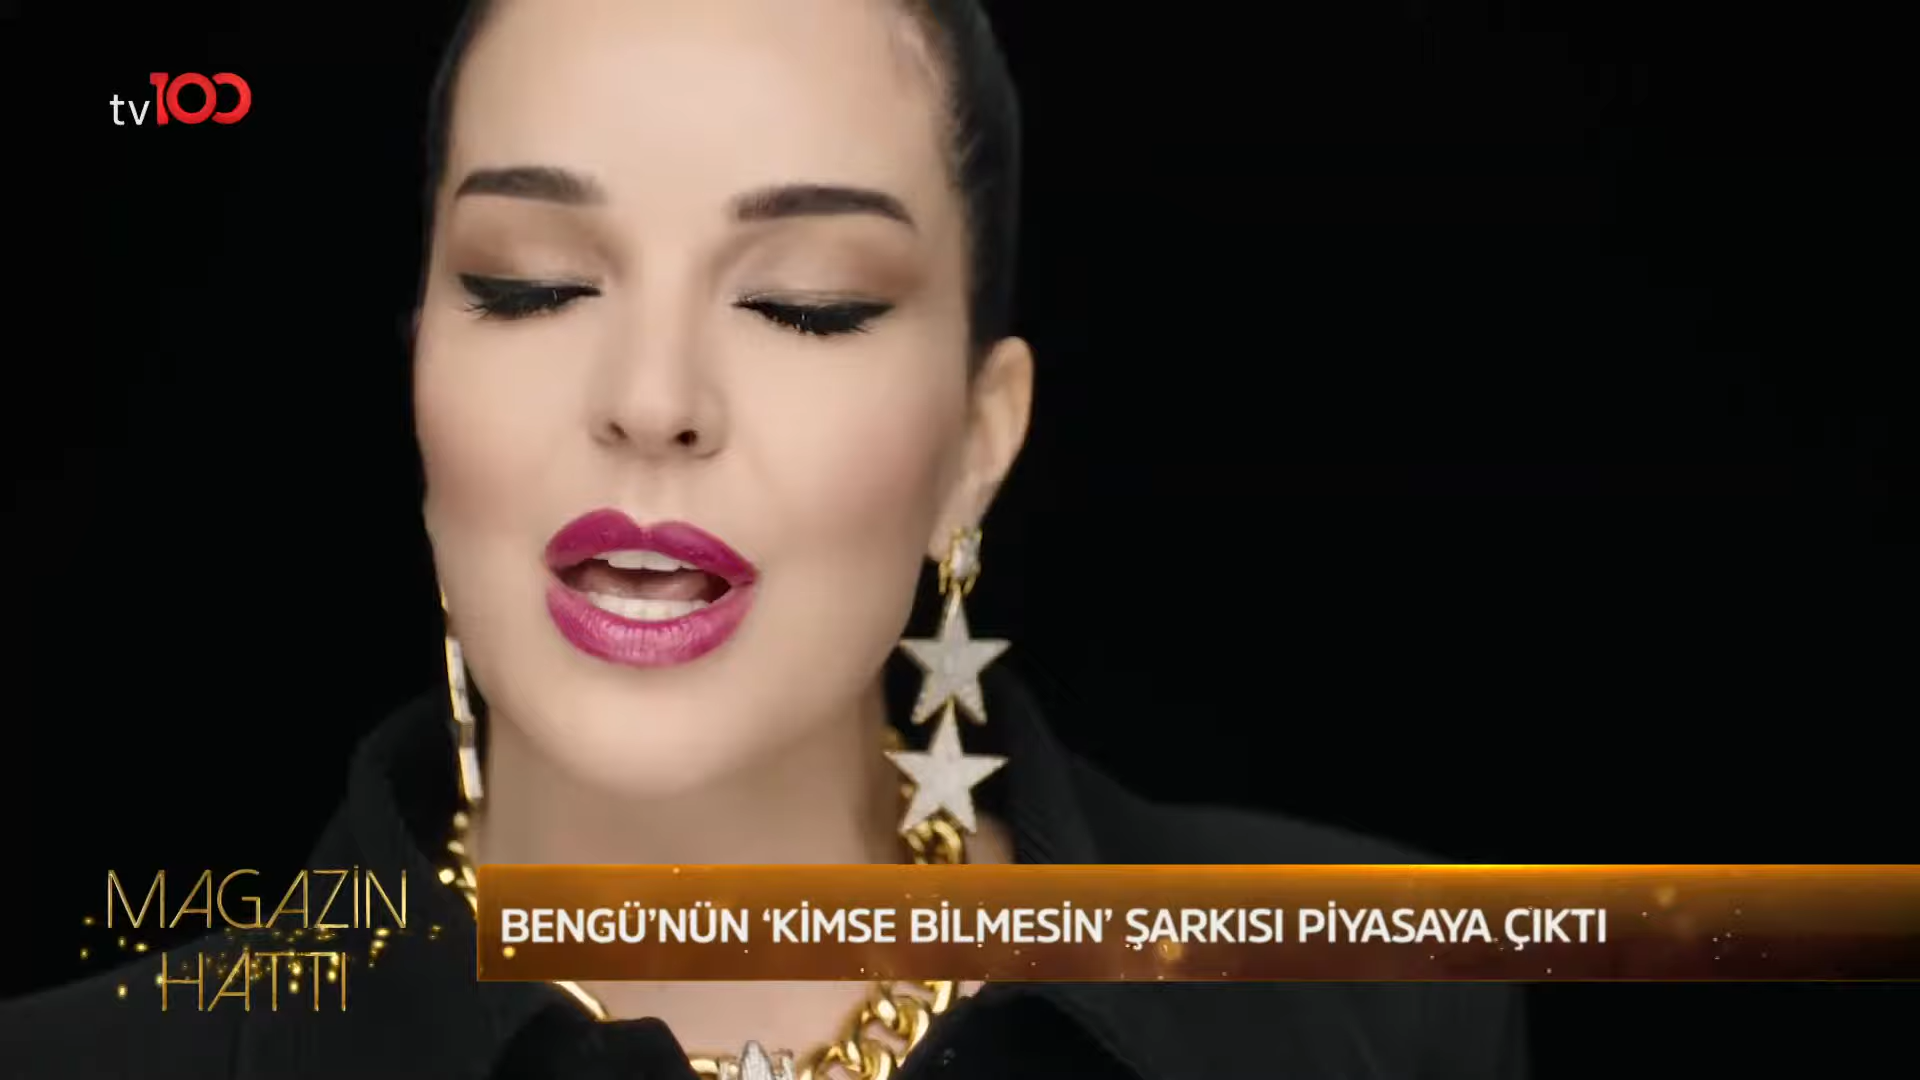 tv100
MAGAZİN
HATTI
BENGÜ'NÜN ‘KİMSE BİLMESİN’ ŞARKISI PİYASAYA ÇIKTI